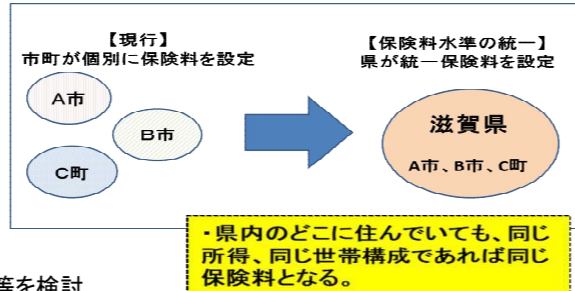 【現行】
市町が個別に保険料を設定
A市
B市
C町
【保険料水準の統一】
県が統一保険料を設定
滋賀県
A市、B市、C町
・県内のどこに住んでいても、同じ
所得、同じ世帯構成であれば同じ
保険料となる。
等を検討